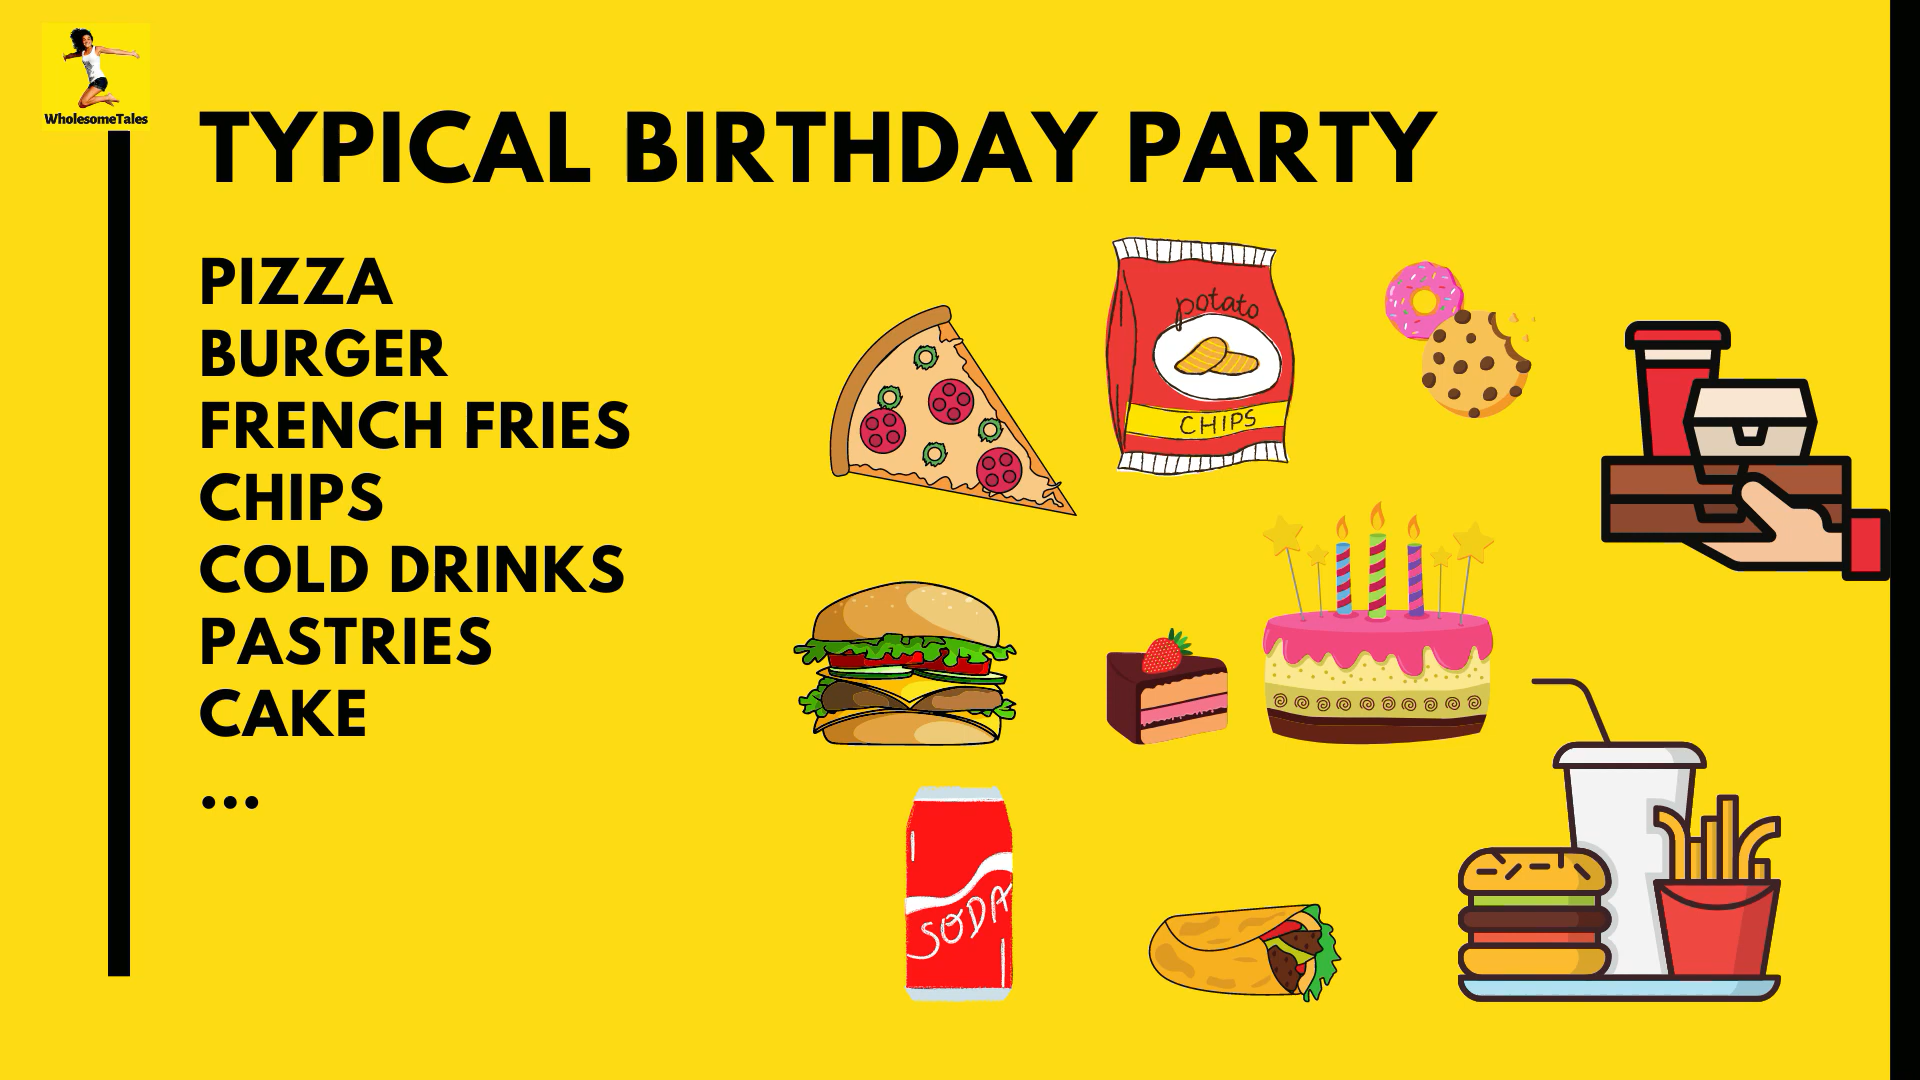 WholesomeTales
TYPICAL BIRTHDAY PARTY
PIZZA
BURGER
FRENCH FRIES
CHIPS
COLD DRINKS
PASTRIES
CAKE
...
potato
CHIPS
SODA